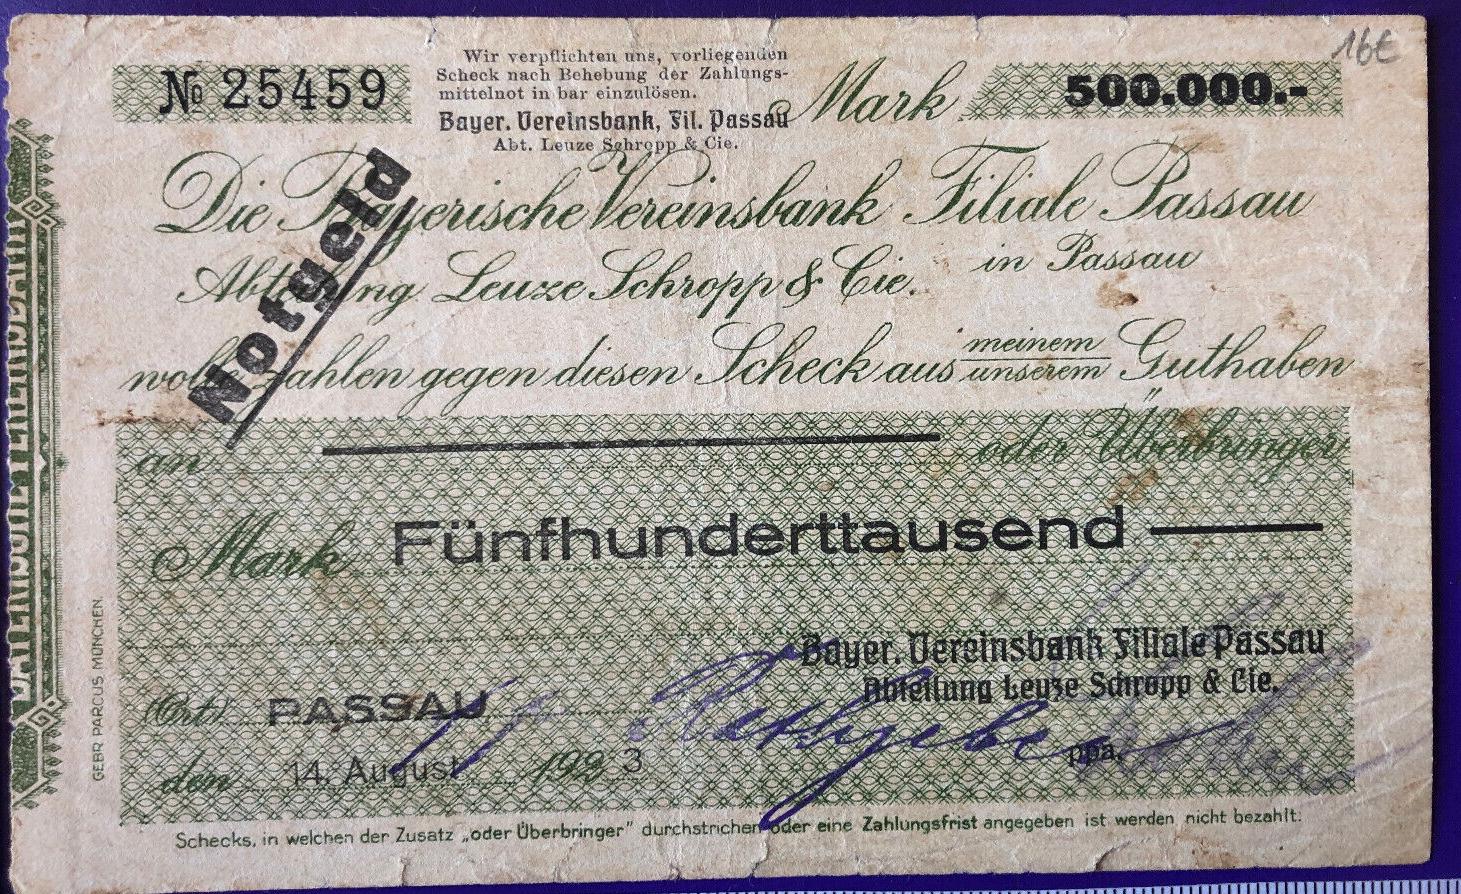 16€
No 25459
Wir verpflichten uns, vorliegenden
Scheck nach Behebung der Zahlungs-
mittelnot in bar einzulösen.
Bayer. Vereinsbank, Fil. Passau
Abt. Leuze Schropp & Cie.
Mark 500.000.-
Notgeld
Die Bayerische Vereinsbank Filiale Passau
Abteilung Leuze Schropp & Cie. in Passau
wolle zahlen gegen diesen Scheck aus meinem
unserem Guthaben
an oder Überbringer
Mark Fünfhunderttausend
Bayer. Vereinsbank Filiale Passau
Abteilung Leuze Schropp & Cie.
(Ort) PASSAU
ppa.
den 14. August 1923
Schecks, in welchen der Zusatz „oder Überbringer" durchstrichen oder eine Zahlungsfrist angegeben ist werden nicht bezahlt.
GEBR PARCUS MÜNCHEN.